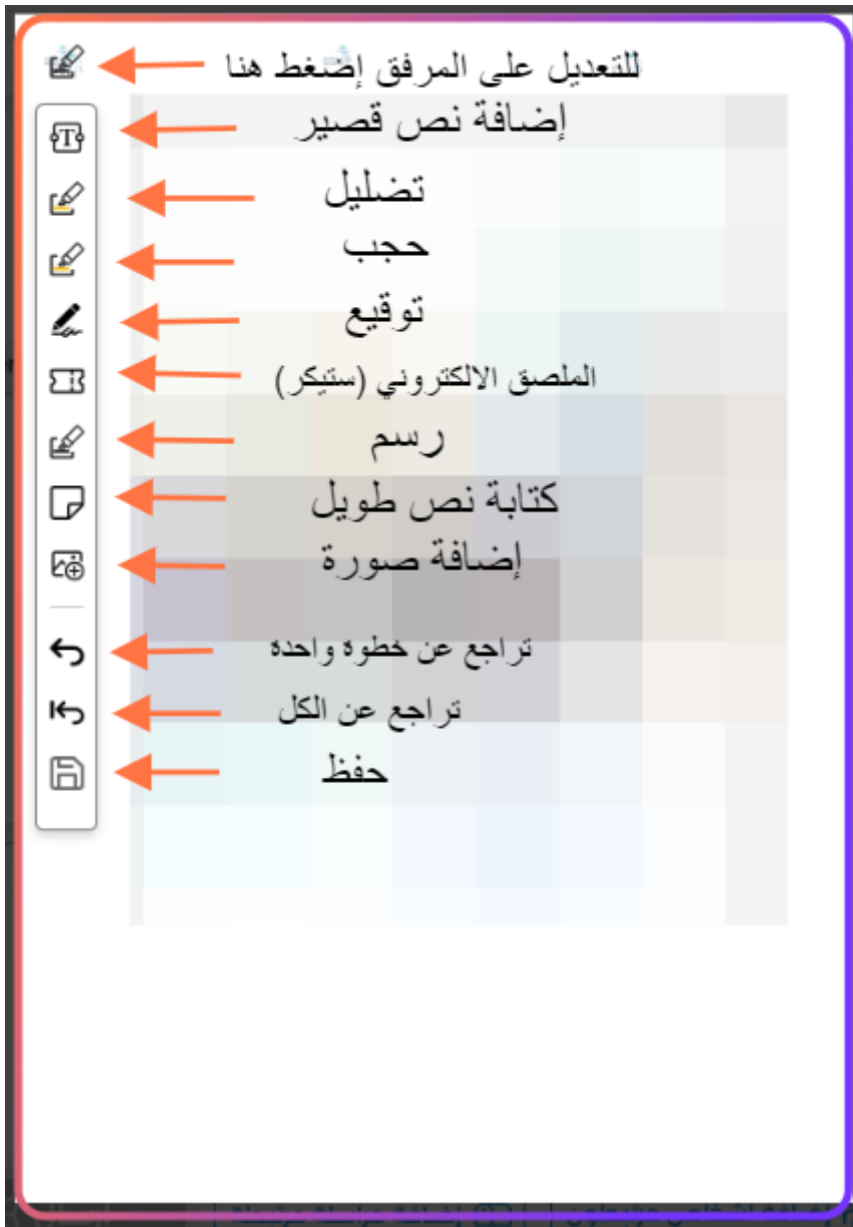 للتعديل على المرفق إضغط هنا
إضافة نص قصير
تضليل
حجب
توقيع
الملصق الالكتروني (ستيكر)
رسم
كتابة نص طويل
إضافة صورة
تراجع عن خطوة واحدة
تراجع عن الكل
حفظ